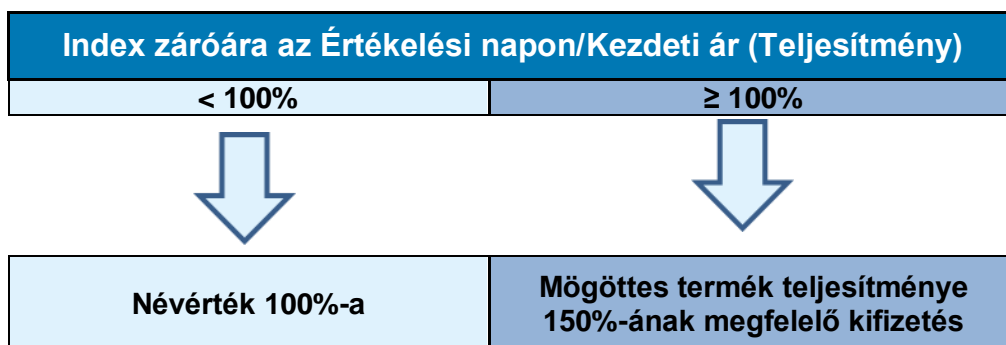 Index záróára az Értékelési napon/Kezdeti ár (Teljesítmény)
< 100%
≥ 100%
Névérték 100%-a
Mögöttes termék teljesítménye
150%-ának megfelelő kifizetés